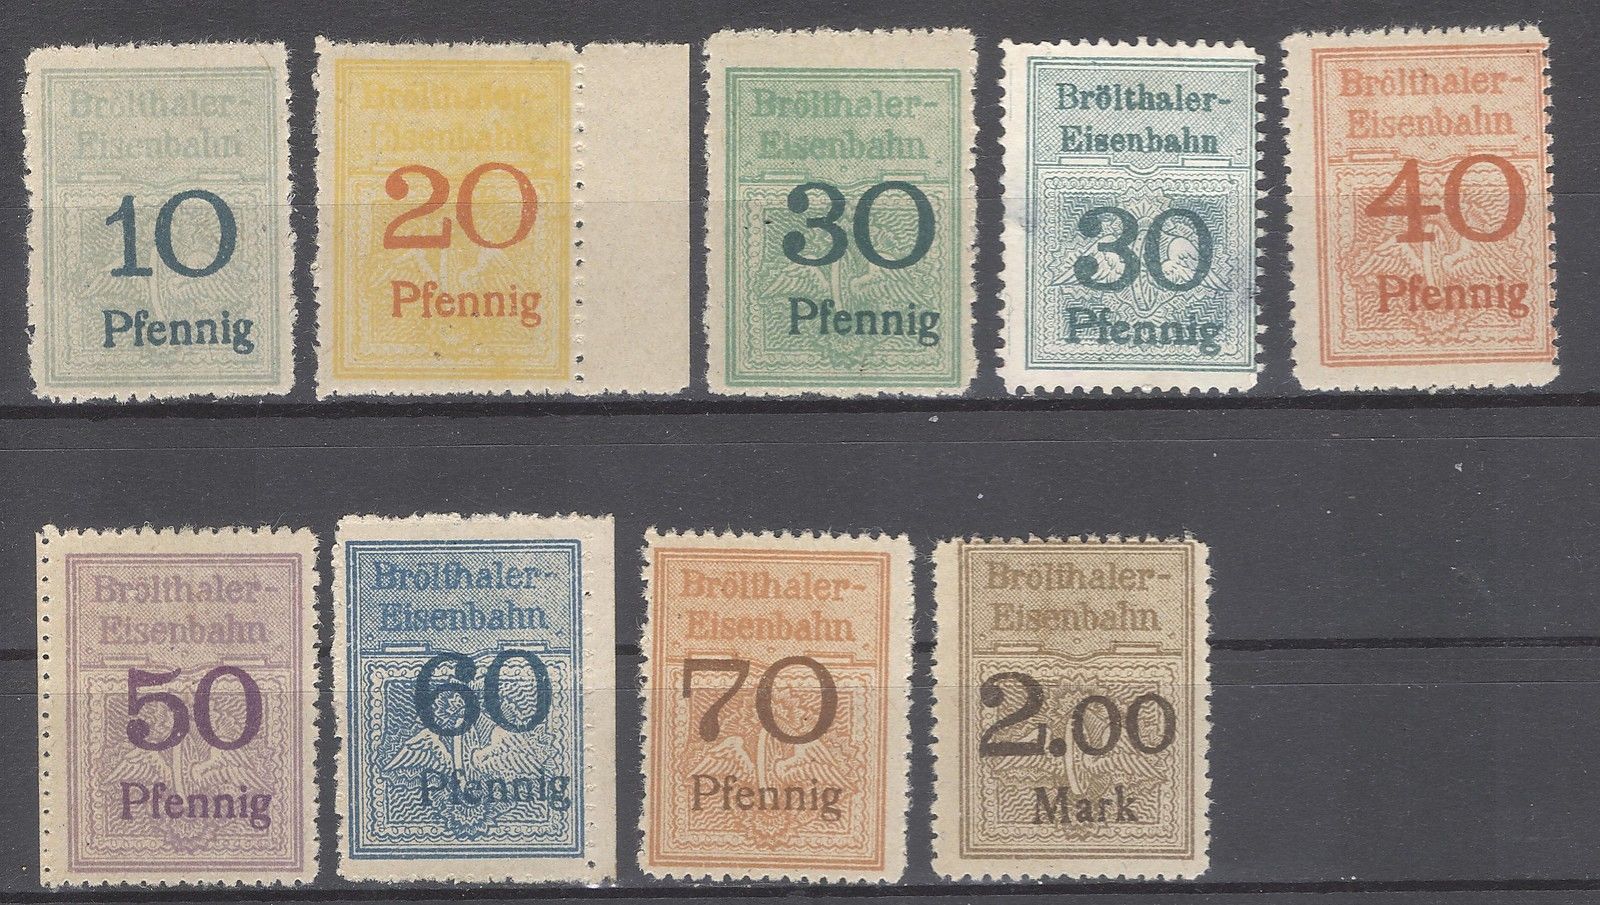 Brölthaler-
Eisenbahn
10
Pfennig
Brölthaler-
Eisenbahn
20
Pfennig
Brölthaler-
Eisenbahn
30
Pfennig
Brölthaler-
Eisenbahn
30
Pfennig
Brölthaler-
Eisenbahn
40
Pfennig
Brölthaler-
Eisenbahn
50
Pfennig
Brölthaler-
Eisenbahn
60
Pfennig
Brölthaler-
Eisenbahn
70
Pfennig
Brölthaler-
Eisenbahn
2.00
Mark